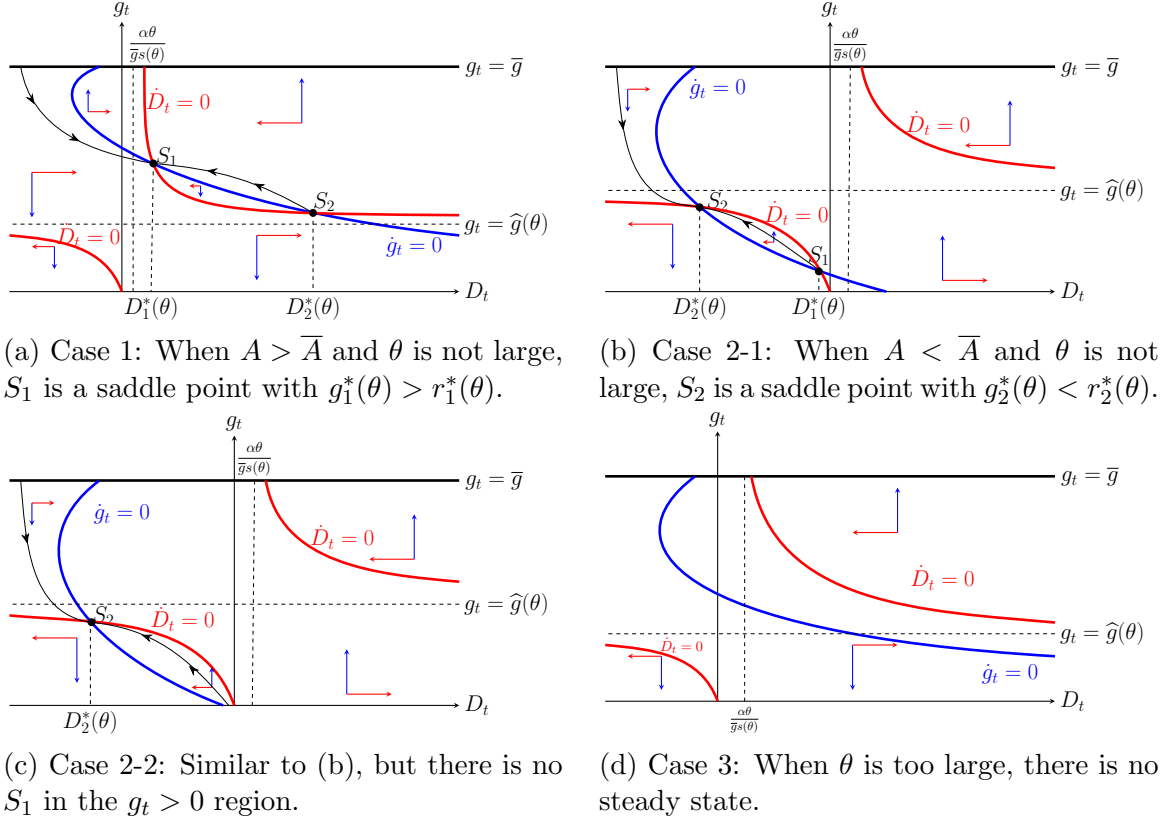 g_t
αθ/(g̅s(θ))
g_t = g̅
Ḋ_t = 0
S_1
S_2
g_t = ĝ(θ)
Ḋ_t = 0
ġ_t = 0
D_1^*(θ)
D_2^*(θ)
D_t
(a) Case 1: When A > A̅ and θ is not large,
S_1 is a saddle point with g_1^*(θ) > r_1^*(θ).
g_t
αθ/(g̅s(θ))
g_t = g̅
ġ_t = 0
Ḋ_t = 0
g_t = ĝ(θ)
S_2
Ḋ_t = 0
S_1
D_2^*(θ)
D_1^*(θ)
D_t
(b) Case 2-1: When A < A̅ and θ is not
large, S_2 is a saddle point with g_2^*(θ) < r_2^*(θ).
g_t
αθ/(g̅s(θ))
g_t = g̅
ġ_t = 0
Ḋ_t = 0
g_t = ĝ(θ)
S_2
Ḋ_t = 0
D_2^*(θ)
D_t
(c) Case 2-2: Similar to (b), but there is no
S_1 in the g_t > 0 region.
g_t
g_t = g̅
Ḋ_t = 0
g_t = ĝ(θ)
Ḋ_t = 0
ġ_t = 0
αθ/(g̅s(θ))
D_t
(d) Case 3: When θ is too large, there is no
steady state.